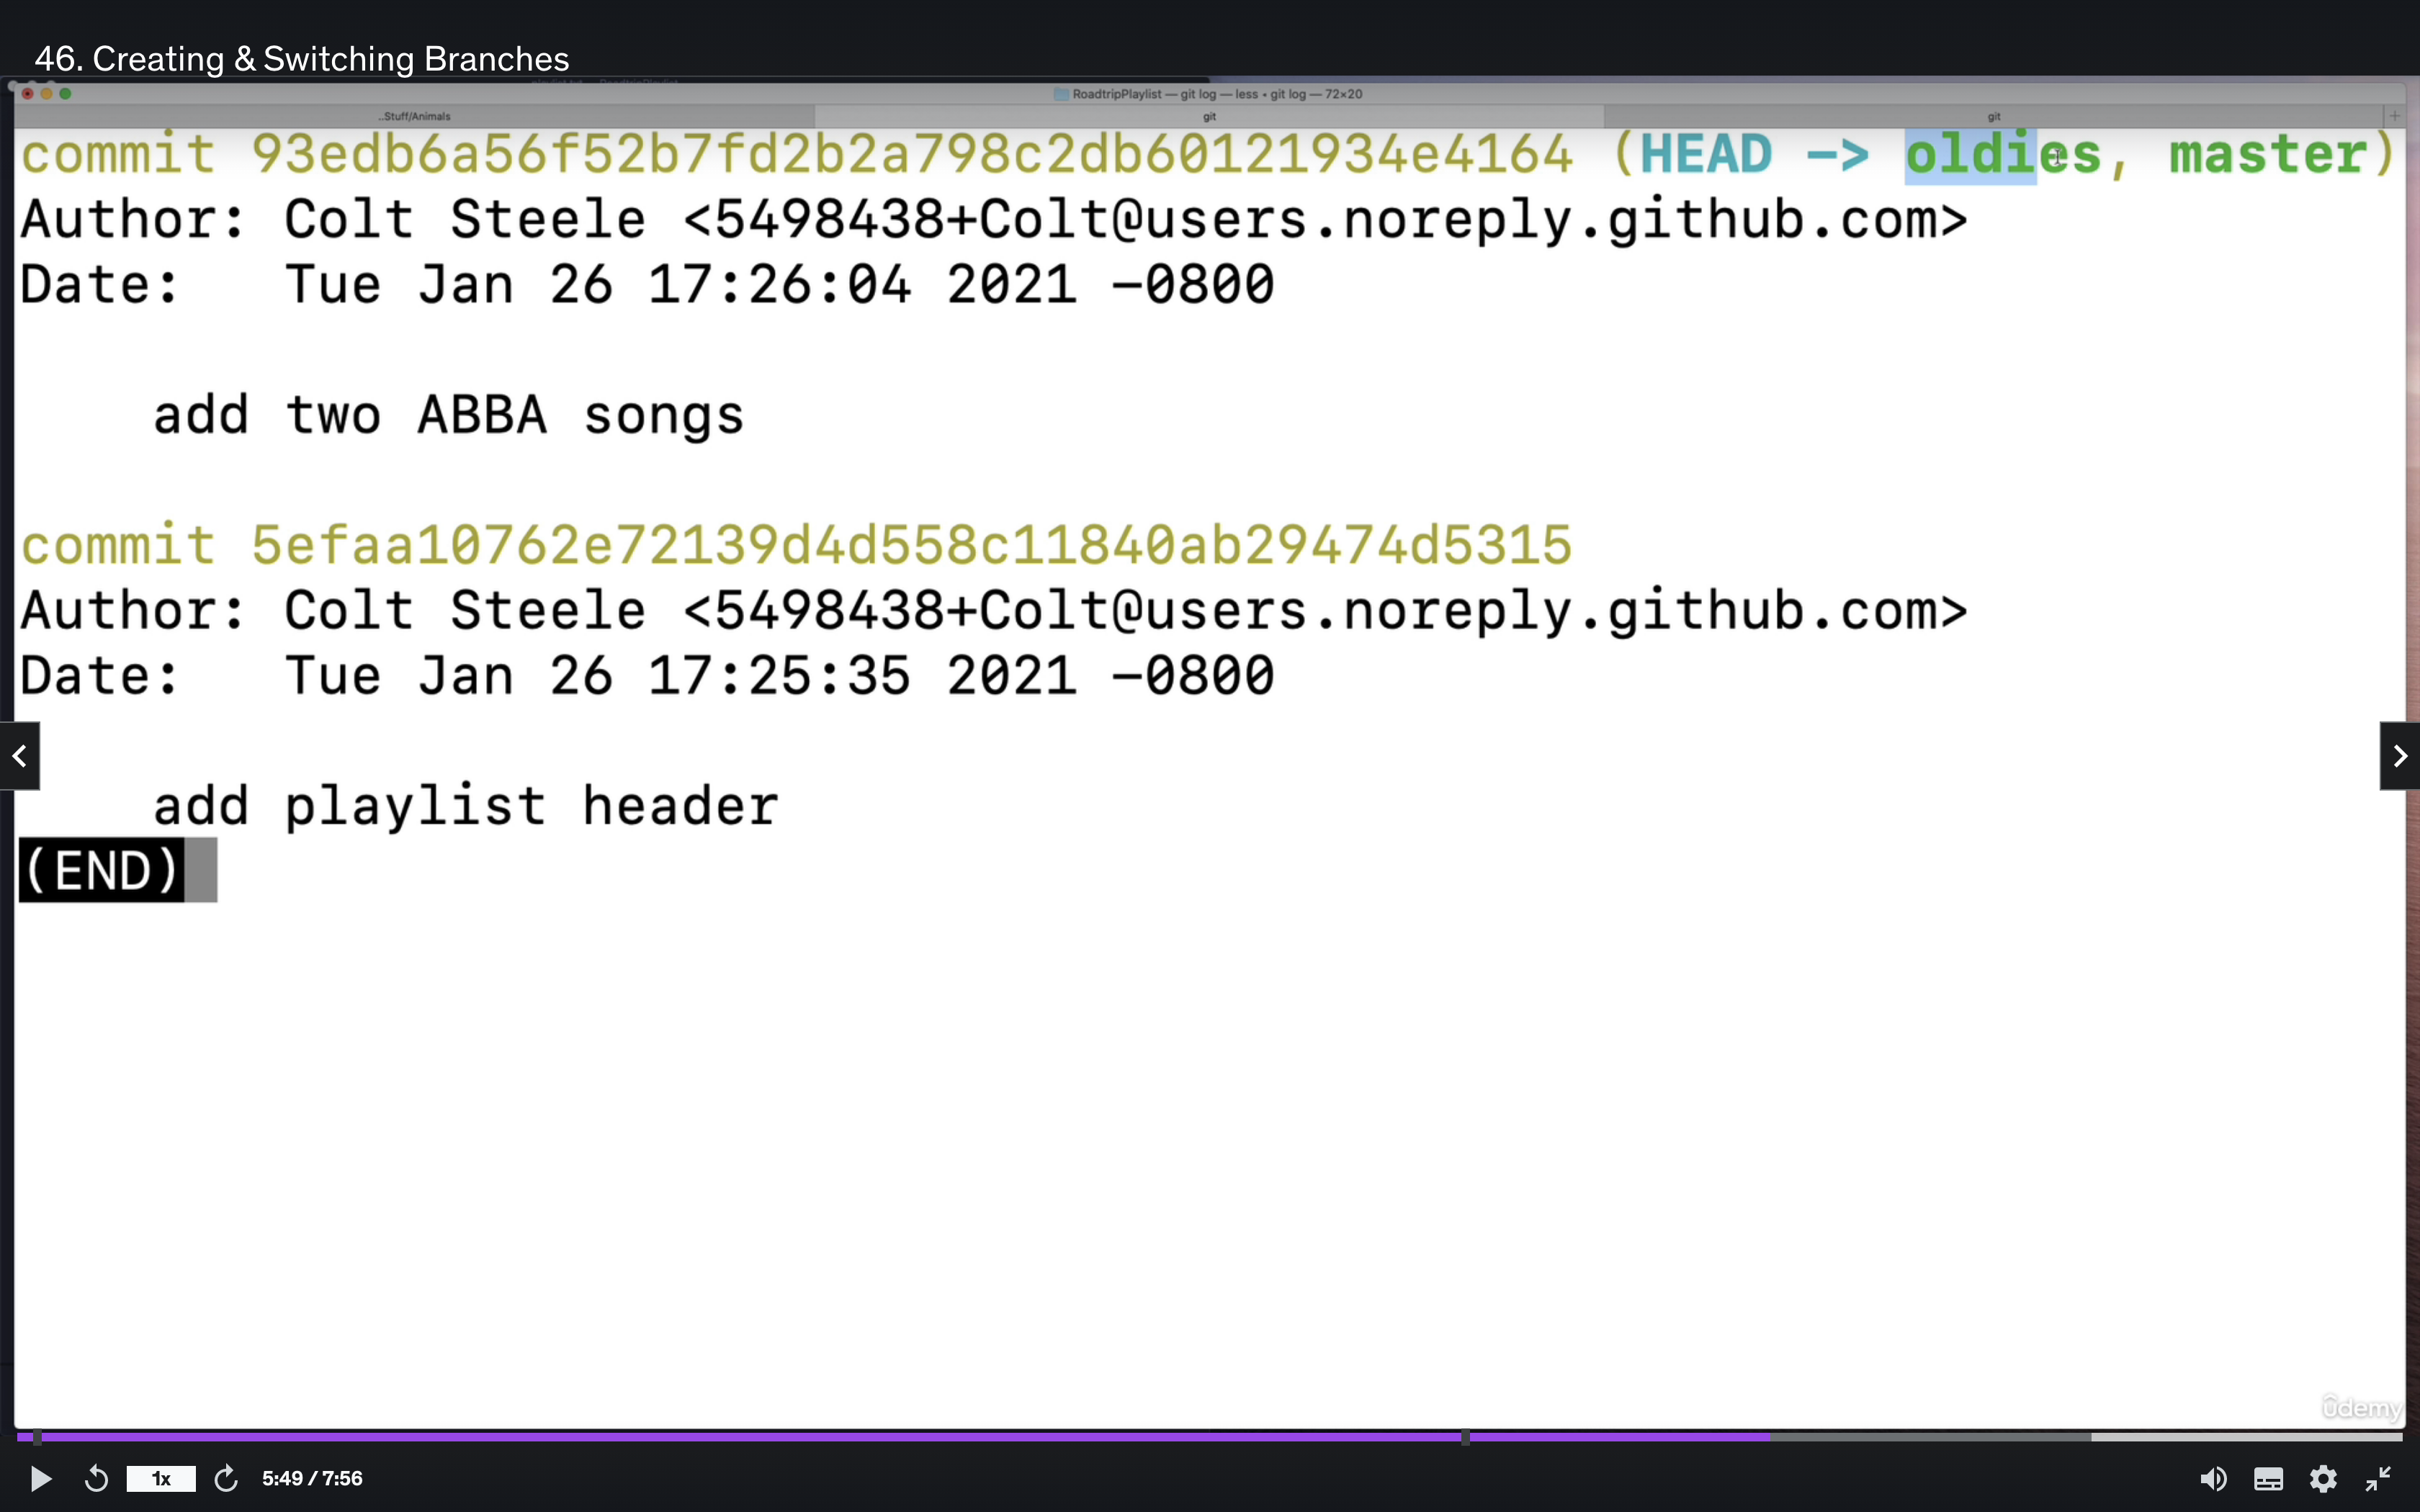 46. Creating & Switching Branches
RoadtripPlaylist — git log — less • git log — 72×20
..Stuff/Animals
git
git
commit 93edb6a56f52b7fd2b2a798c2db60121934e4164 (HEAD -> oldies, master)
Author: Colt Steele <5498438+Colt@users.noreply.github.com>
Date:   Tue Jan 26 17:26:04 2021 -0800
add two ABBA songs
commit 5efaa10762e72139d4d558c11840ab29474d5315
Author: Colt Steele <5498438+Colt@users.noreply.github.com>
Date:   Tue Jan 26 17:25:35 2021 -0800
add playlist header
(END)
ûdemy
1x
5:49 / 7:56